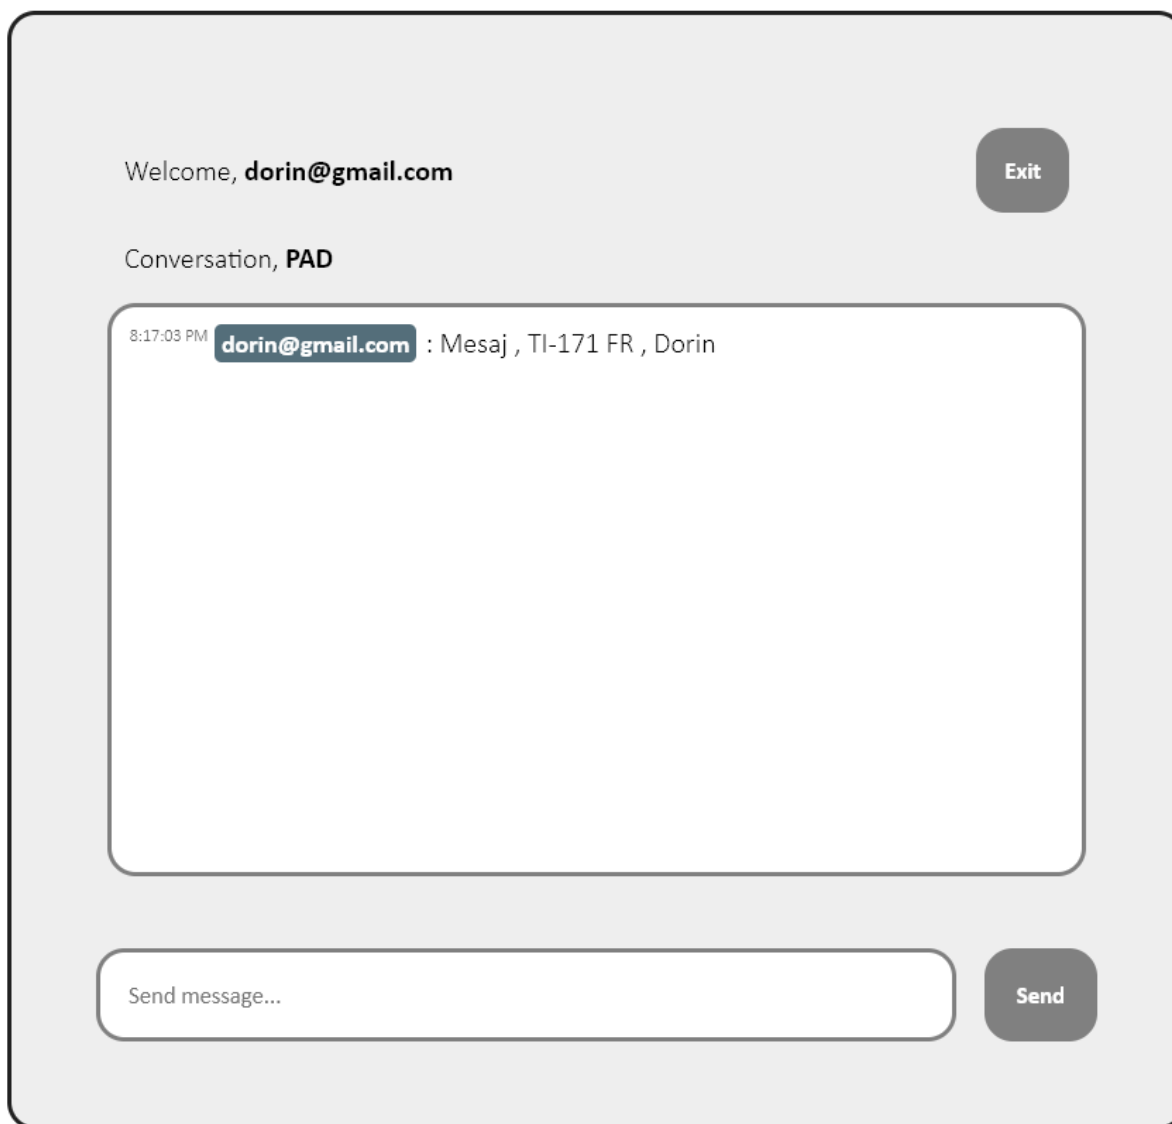 Welcome, dorin@gmail.com
Exit
Conversation, PAD
8:17:03 PM dorin@gmail.com : Mesaj , TI-171 FR , Dorin
Send message...
Send